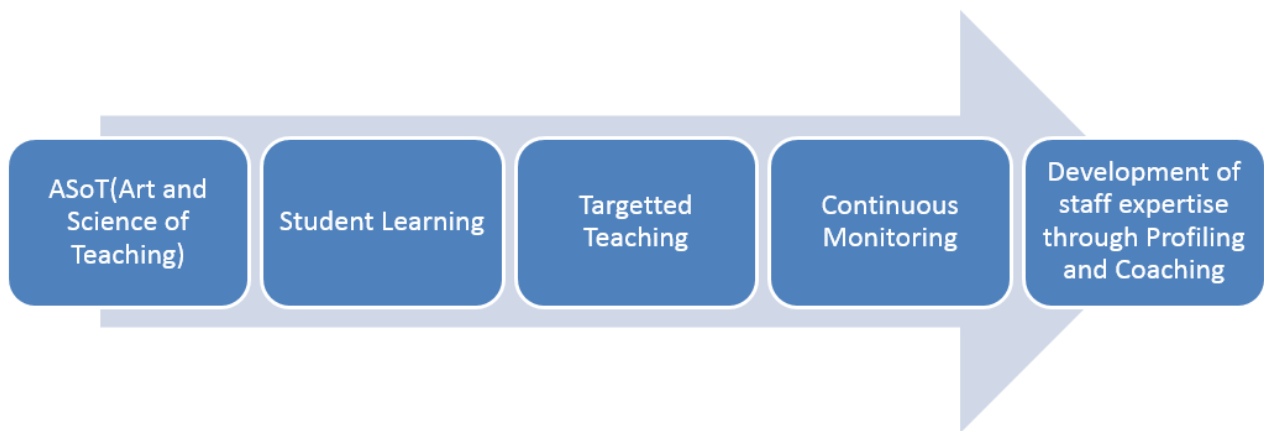 ASoT(Art and
Science of
Teaching)
Student Learning
Targetted
Teaching
Continuous
Monitoring
Development of
staff expertise
through Profiling
and Coaching